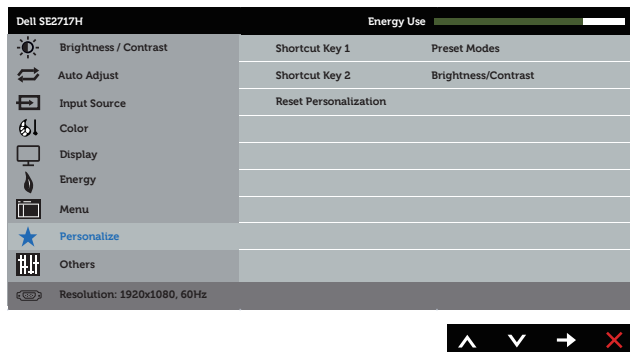 Dell SE2717H Energy Use
Brightness / Contrast Shortcut Key 1 Preset Modes
Auto Adjust Shortcut Key 2 Brightness/Contrast
Input Source Reset Personalization
Color
Display
Energy
Menu
Personalize
Others
Resolution: 1920x1080, 60Hz